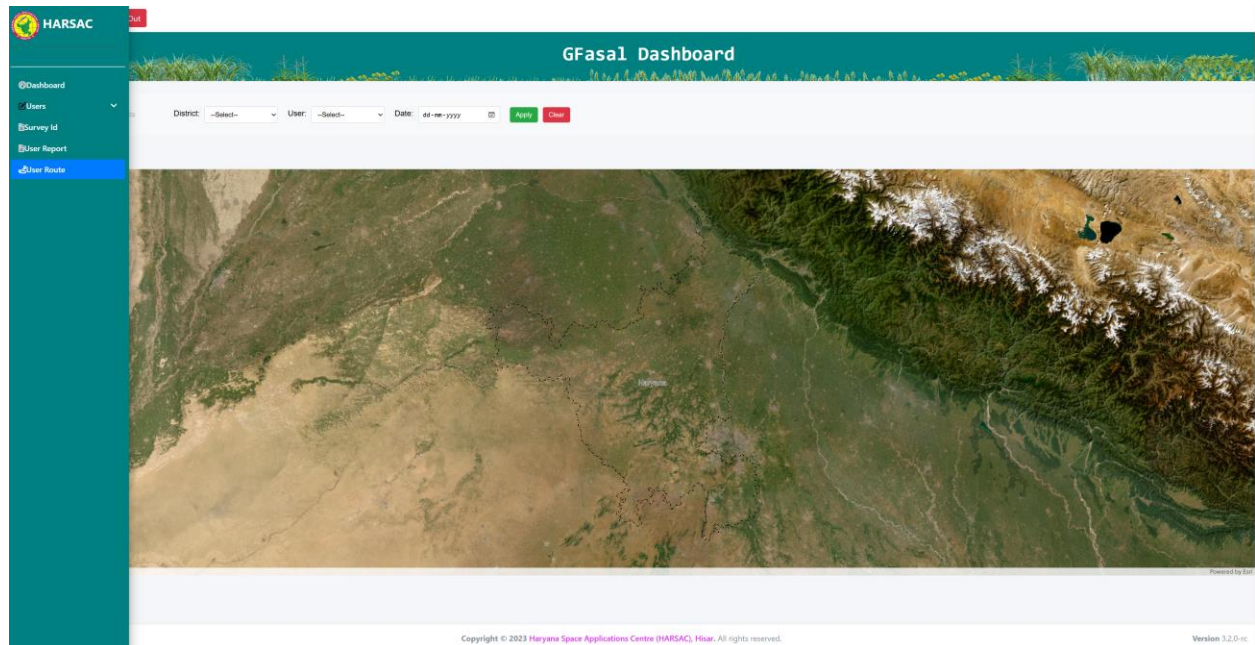 HARSAC
Out
GFasal Dashboard
Dashboard
Users
Survey Id
User Report
User Route
District: --Select-- User: --Select-- Date: dd-mm-yyyy Apply Clear
Haryana
Powered by Esri
Copyright © 2023 Haryana Space Applications Centre (HARSAC), Hisar. All rights reserved.
Version 3.2.0-rc